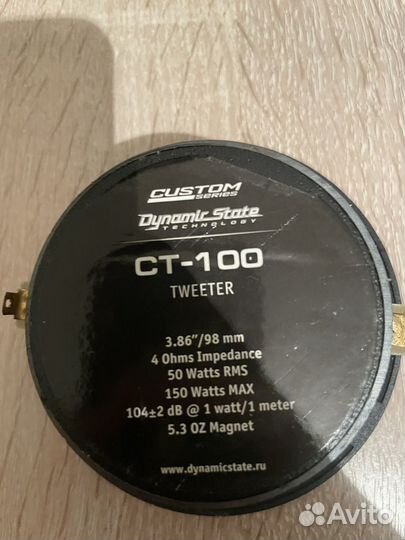 CUSTOM
SERIES
Dynamic State
TECHNOLOGY
CT-100
TWEETER
3.86"/98 mm
4 Ohms Impedance
50 Watts RMS
150 Watts MAX
104±2 dB @ 1 watt/1 meter
5.3 OZ Magnet
www.dynamicstate.ru
Avito